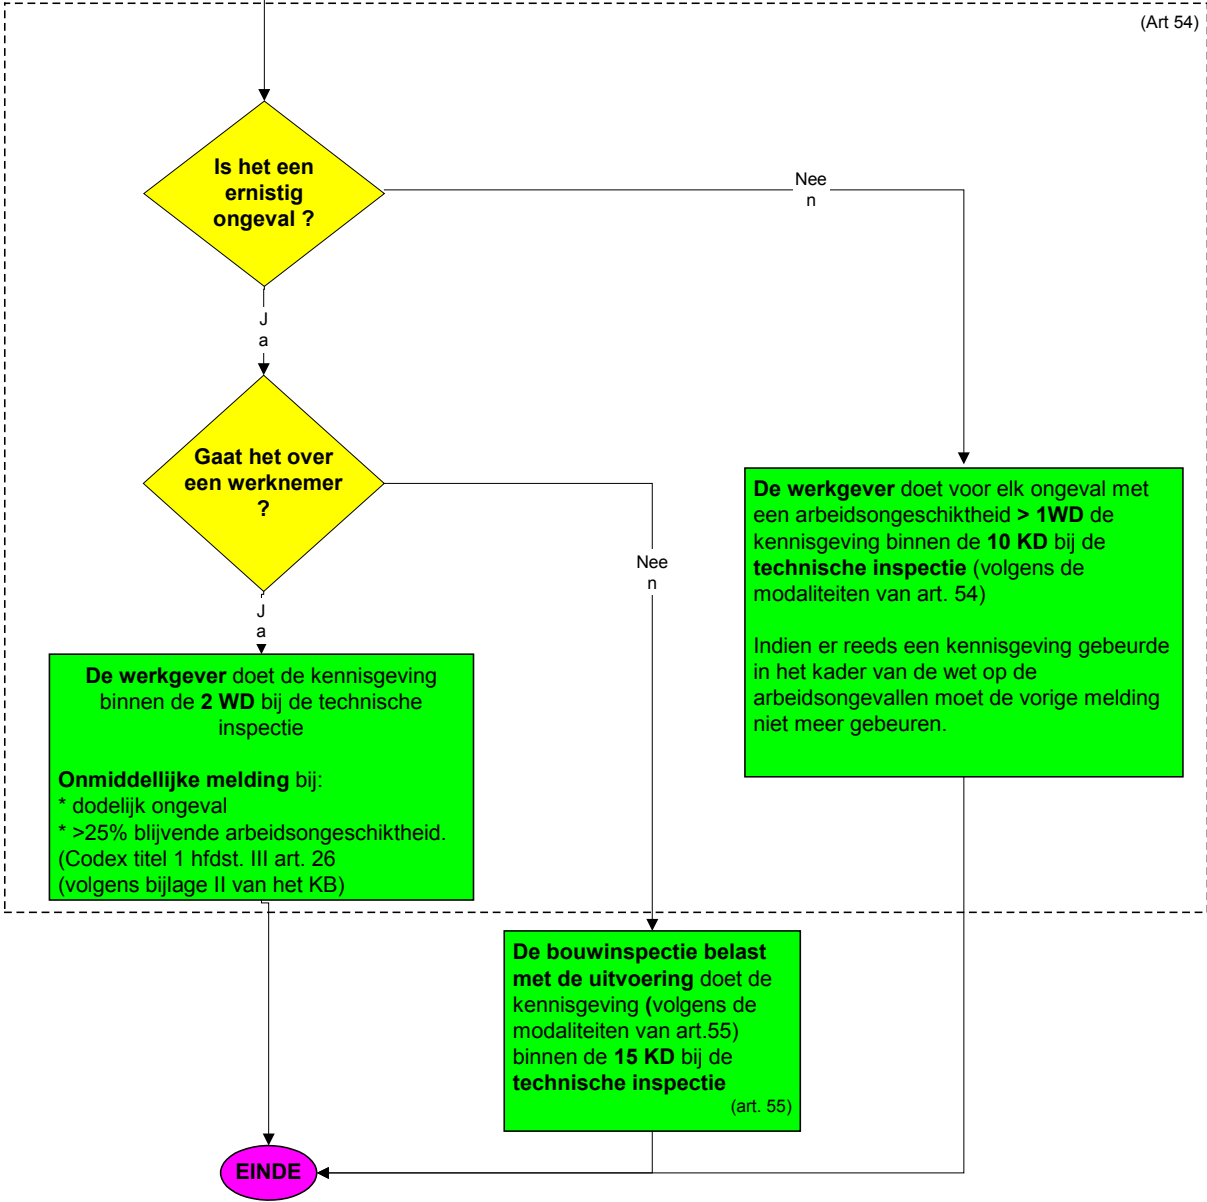 (Art 54)
Is het een
ernistig
ongeval ?
Nee
n
J
a
Gaat het over
een werknemer
?
Nee
n
J
a
De werkgever doet voor elk ongeval met
een arbeidsongeschiktheid > 1WD de
kennisgeving binnen de 10 KD bij de
technische inspectie (volgens de
modaliteiten van art. 54)
Indien er reeds een kennisgeving gebeurde
in het kader van de wet op de
arbeidsongevallen moet de vorige melding
niet meer gebeuren.
De werkgever doet de kennisgeving
binnen de 2 WD bij de technische
inspectie
Onmiddellijke melding bij:
* dodelijk ongeval
* >25% blijvende arbeidsongeschiktheid.
(Codex titel 1 hfdst. III art. 26
(volgens bijlage II van het KB)
De bouwinspectie belast
met de uitvoering doet de
kennisgeving (volgens de
modaliteiten van art.55)
binnen de 15 KD bij de
technische inspectie
(art. 55)
EINDE